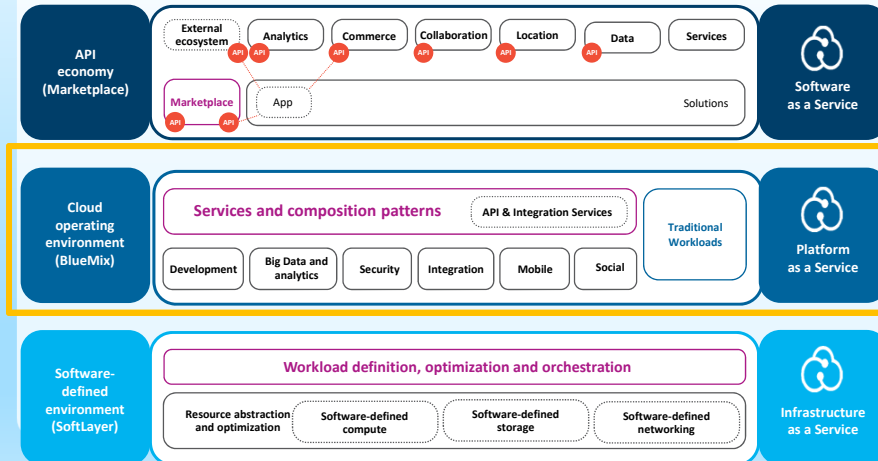 API
economy
(Marketplace)
External
ecosystem
Analytics
Commerce
Collaboration
Location
Data
Services
API
API
API
API
API
API
Marketplace
App
Solutions
API
API
Software
as a Service
Cloud
operating
environment
(BlueMix)
Services and composition patterns
API & Integration Services
Traditional
Workloads
Development
Big Data and
analytics
Security
Integration
Mobile
Social
Platform
as a Service
Software-
defined
environment
(SoftLayer)
Workload definition, optimization and orchestration
Resource abstraction
and optimization
Software-defined
compute
Software-defined
storage
Software-defined
networking
Infrastructure
as a Service